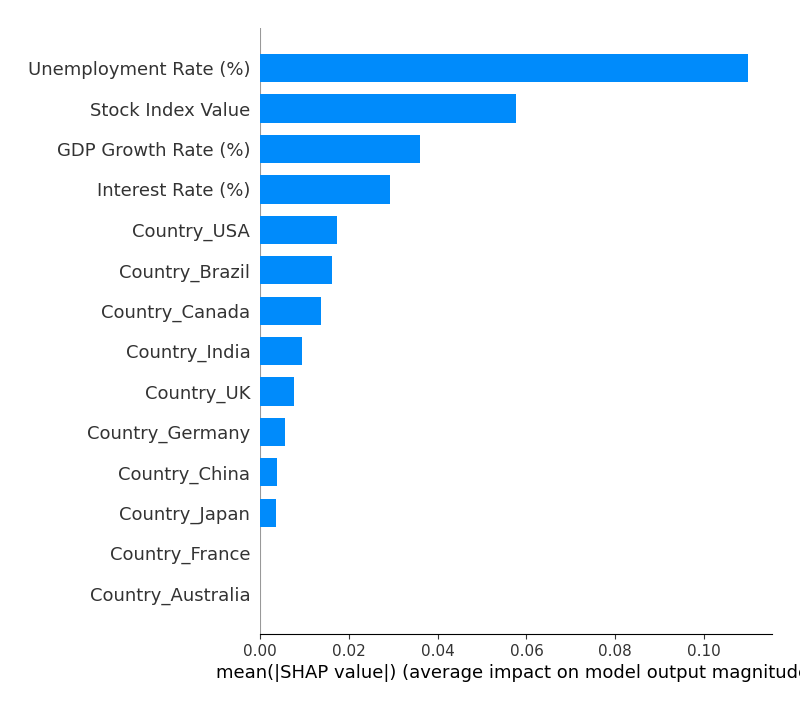 Unemployment Rate (%)
Stock Index Value
GDP Growth Rate (%)
Interest Rate (%)
Country_USA
Country_Brazil
Country_Canada
Country_India
Country_UK
Country_Germany
Country_China
Country_Japan
Country_France
Country_Australia
0.00 0.02 0.04 0.06 0.08 0.10
mean(|SHAP value|) (average impact on model output magnitude